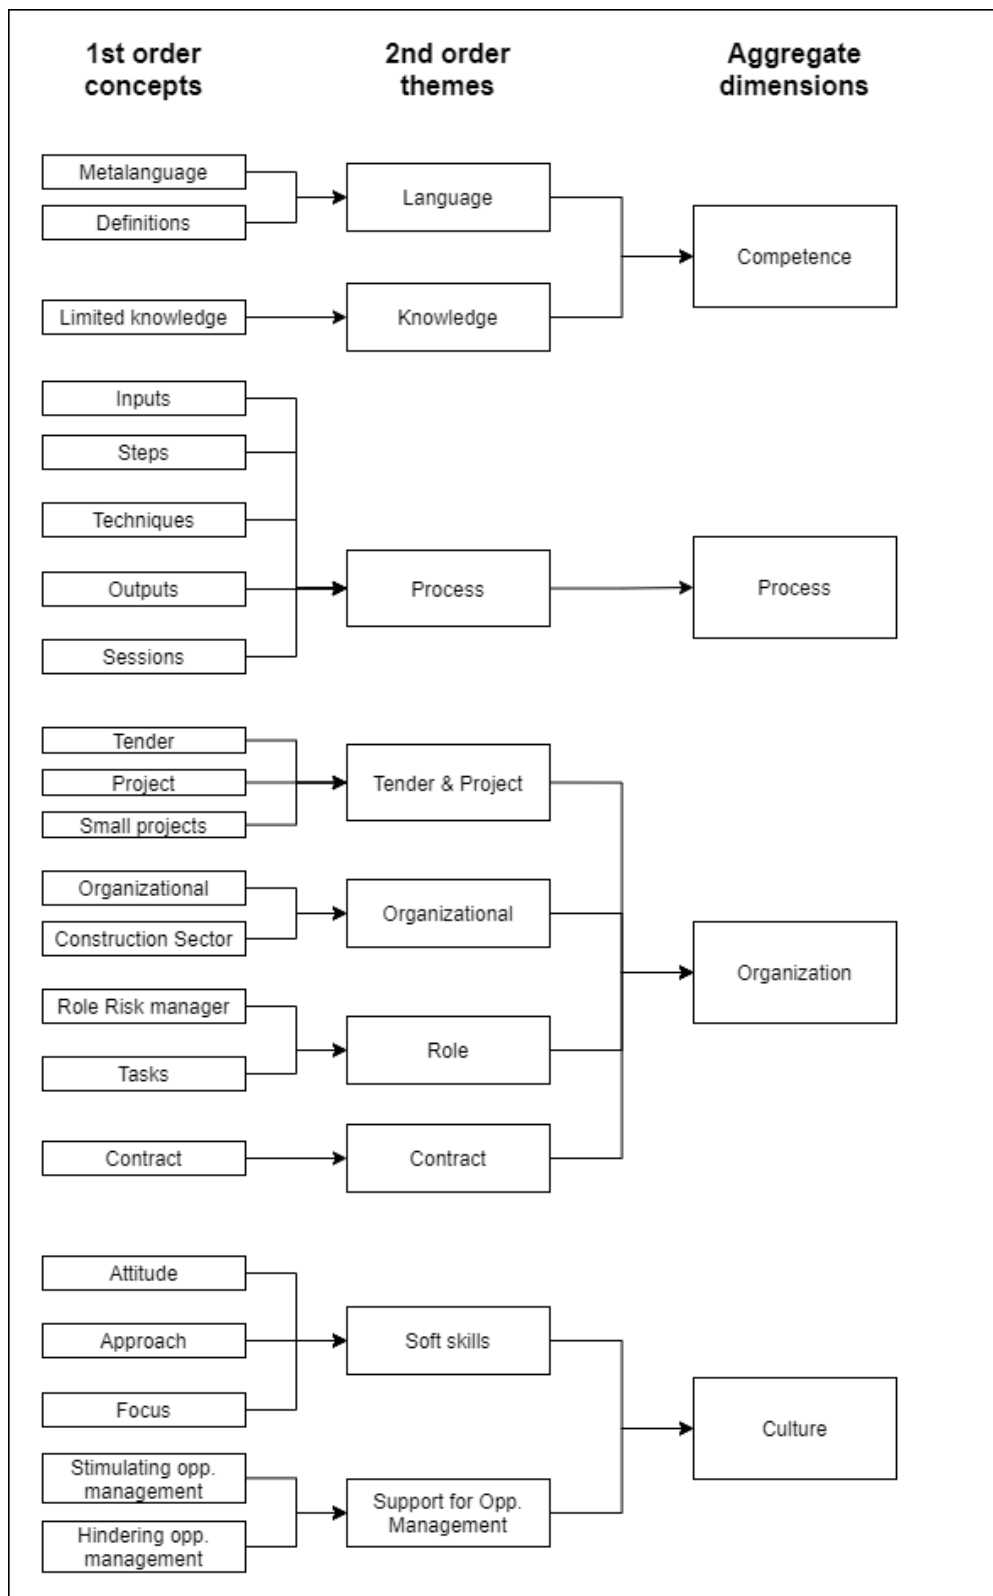 1st order
concepts
2nd order
themes
Aggregate
dimensions
Metalanguage
Definitions
Language
Limited knowledge
Knowledge
Competence
Inputs
Steps
Techniques
Outputs
Sessions
Process
Process
Tender
Project
Small projects
Tender & Project
Organizational
Construction Sector
Organizational
Role Risk manager
Tasks
Role
Contract
Contract
Organization
Attitude
Approach
Focus
Soft skills
Stimulating opp.
management
Hindering opp.
management
Support for Opp.
Management
Culture